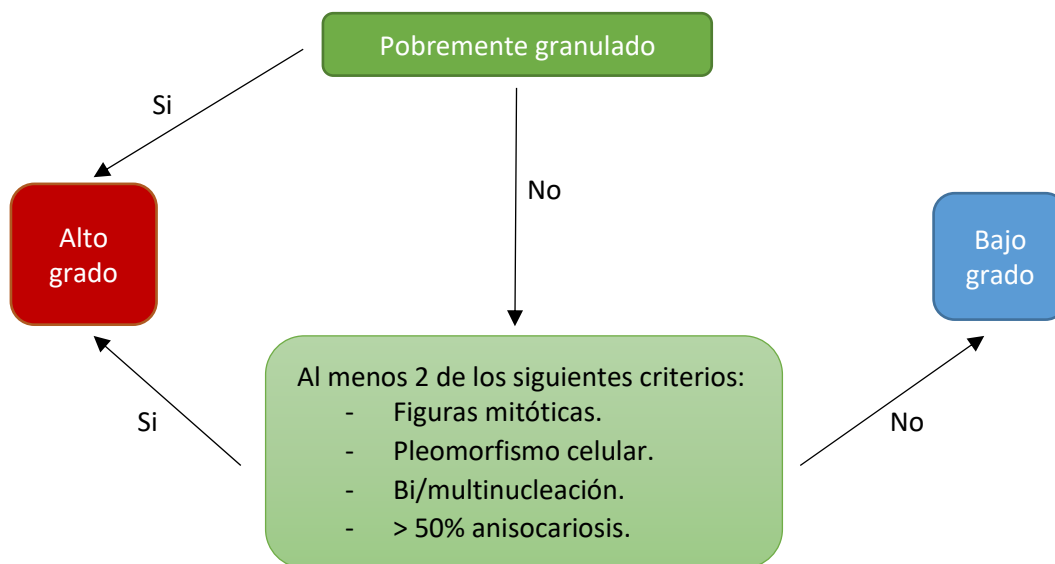 Pobremente granulado
Si
No
Alto
grado
Bajo
grado
Al menos 2 de los siguientes criterios:
- Figuras mitóticas.
- Pleomorfismo celular.
- Bi/multinucleación.
- > 50% anisocariosis.
Si
No